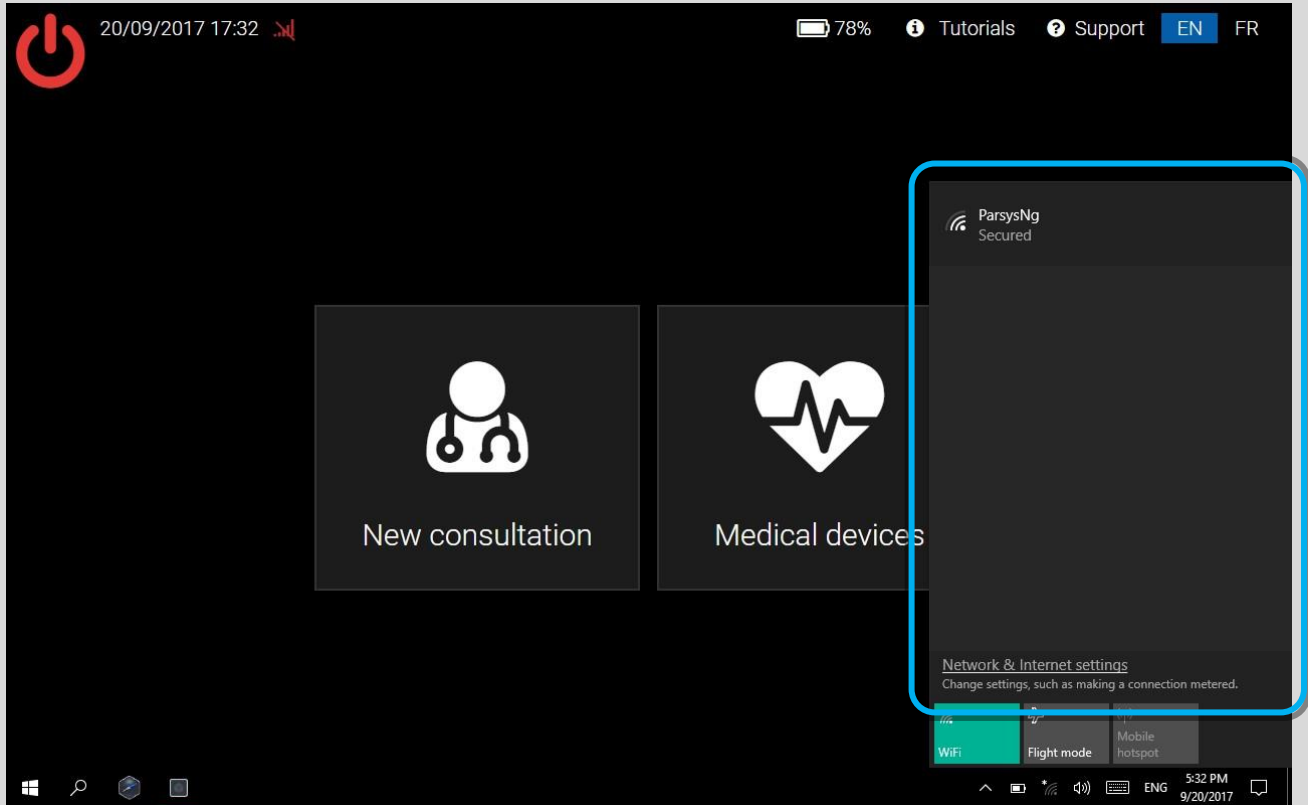 20/09/2017 17:32
78% Tutorials Support EN FR
ParsysNg
Secured
New consultation
Medical devices
Network & Internet settings
Change settings, such as making a connection metered.
WiFi
Flight mode
Mobile
hotspot
ENG
5:32 PM
9/20/2017